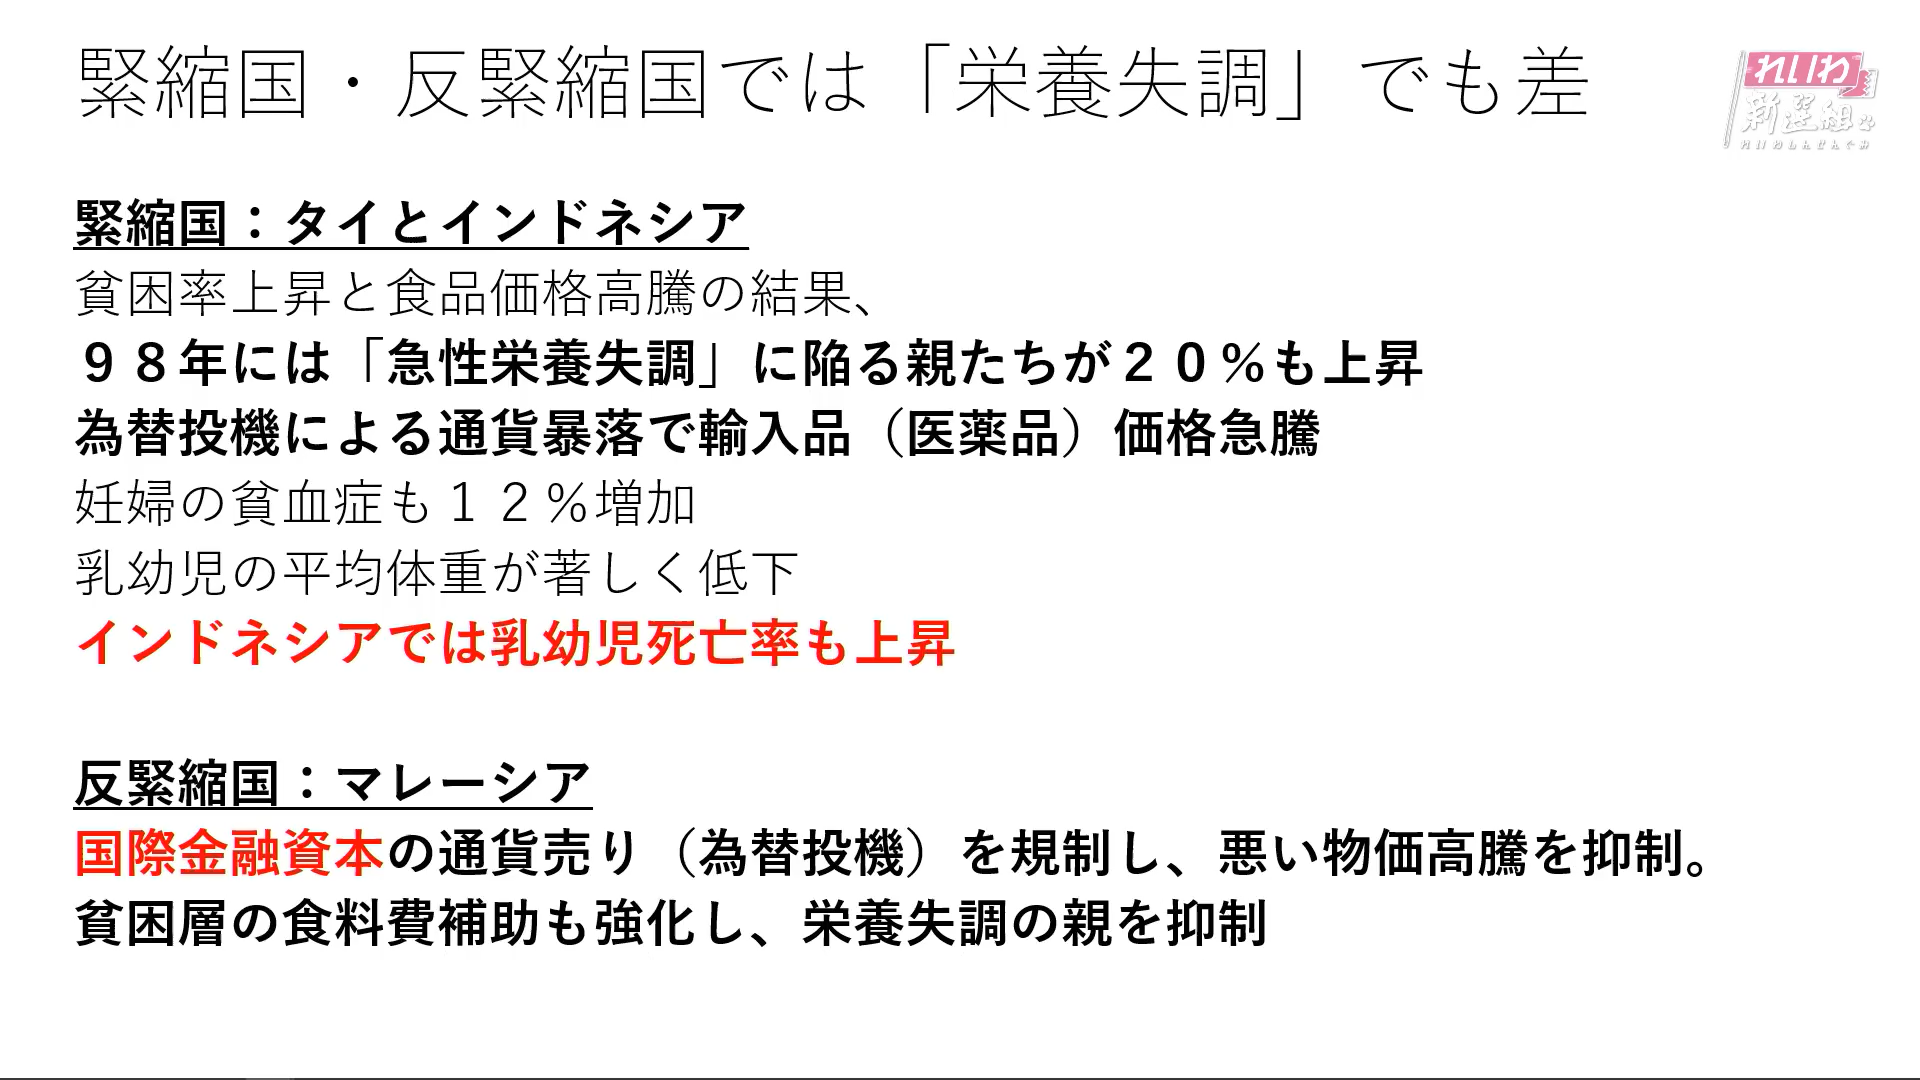 緊縮国・反緊縮国では「栄養失調」でも差
れいわ
新選組
れいわしんせんぐみ
緊縮国：タイとインドネシア
貧困率上昇と食品価格高騰の結果、
９８年には「急性栄養失調」に陥る親たちが２０％も上昇
為替投機による通貨暴落で輸入品（医薬品）価格急騰
妊婦の貧血症も１２％増加
乳幼児の平均体重が著しく低下
インドネシアでは乳幼児死亡率も上昇
反緊縮国：マレーシア
国際金融資本の通貨売り（為替投機）を規制し、悪い物価高騰を抑制。
貧困層の食料費補助も強化し、栄養失調の親を抑制